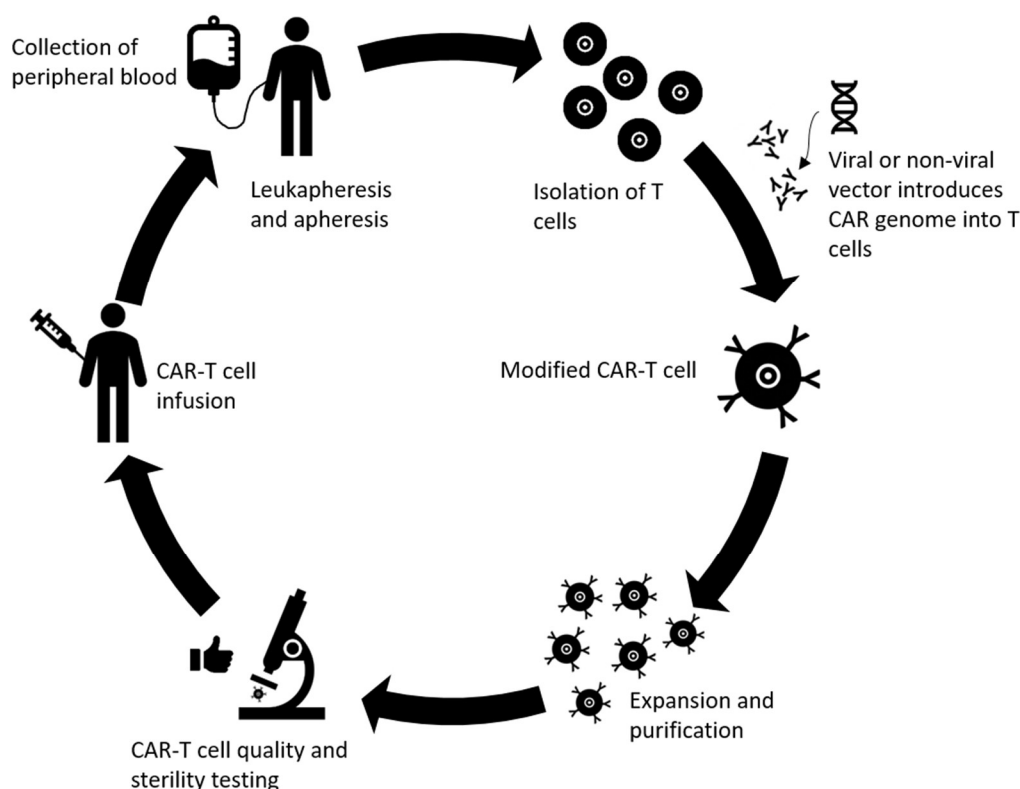 Collection of
peripheral blood
Leukapheresis
and apheresis
Isolation of T
cells
Viral or non-viral
vector introduces
CAR genome into T
cells
Modified CAR-T cell
Expansion and
purification
CAR-T cell quality and
sterility testing
CAR-T cell
infusion